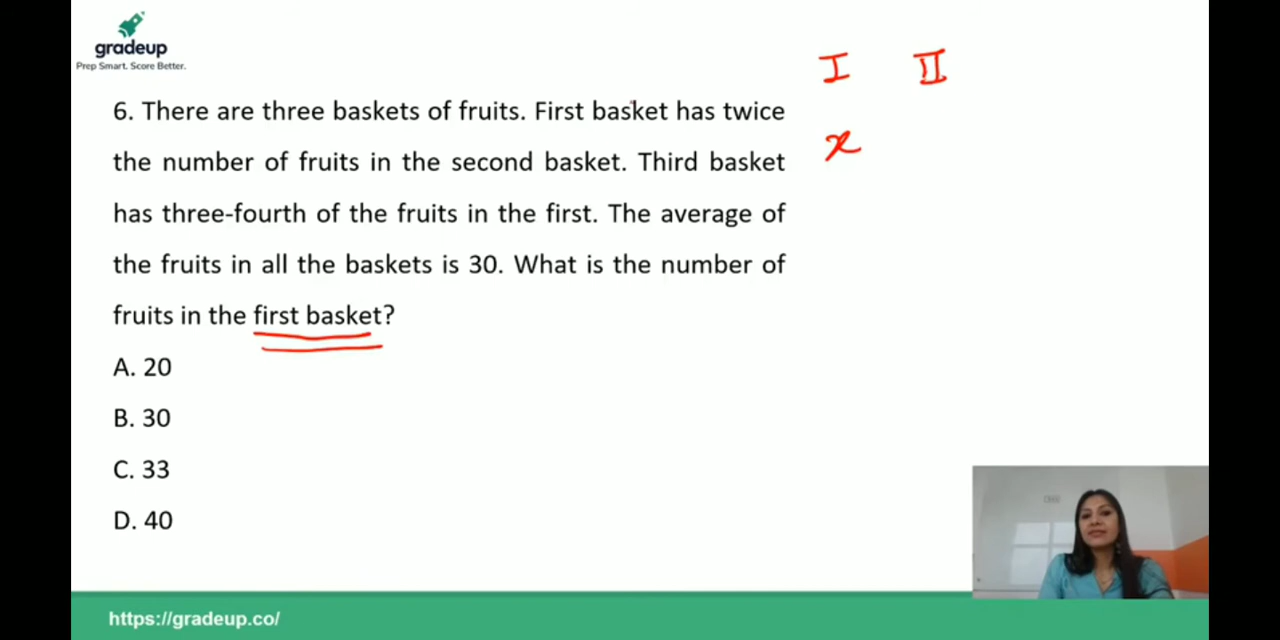 gradeup
Prep Smart. Score Better.
I II
x
6. There are three baskets of fruits. First basket has twice
the number of fruits in the second basket. Third basket
has three-fourth of the fruits in the first. The average of
the fruits in all the baskets is 30. What is the number of
fruits in the first basket?
A. 20
B. 30
C. 33
D. 40
https://gradeup.co/